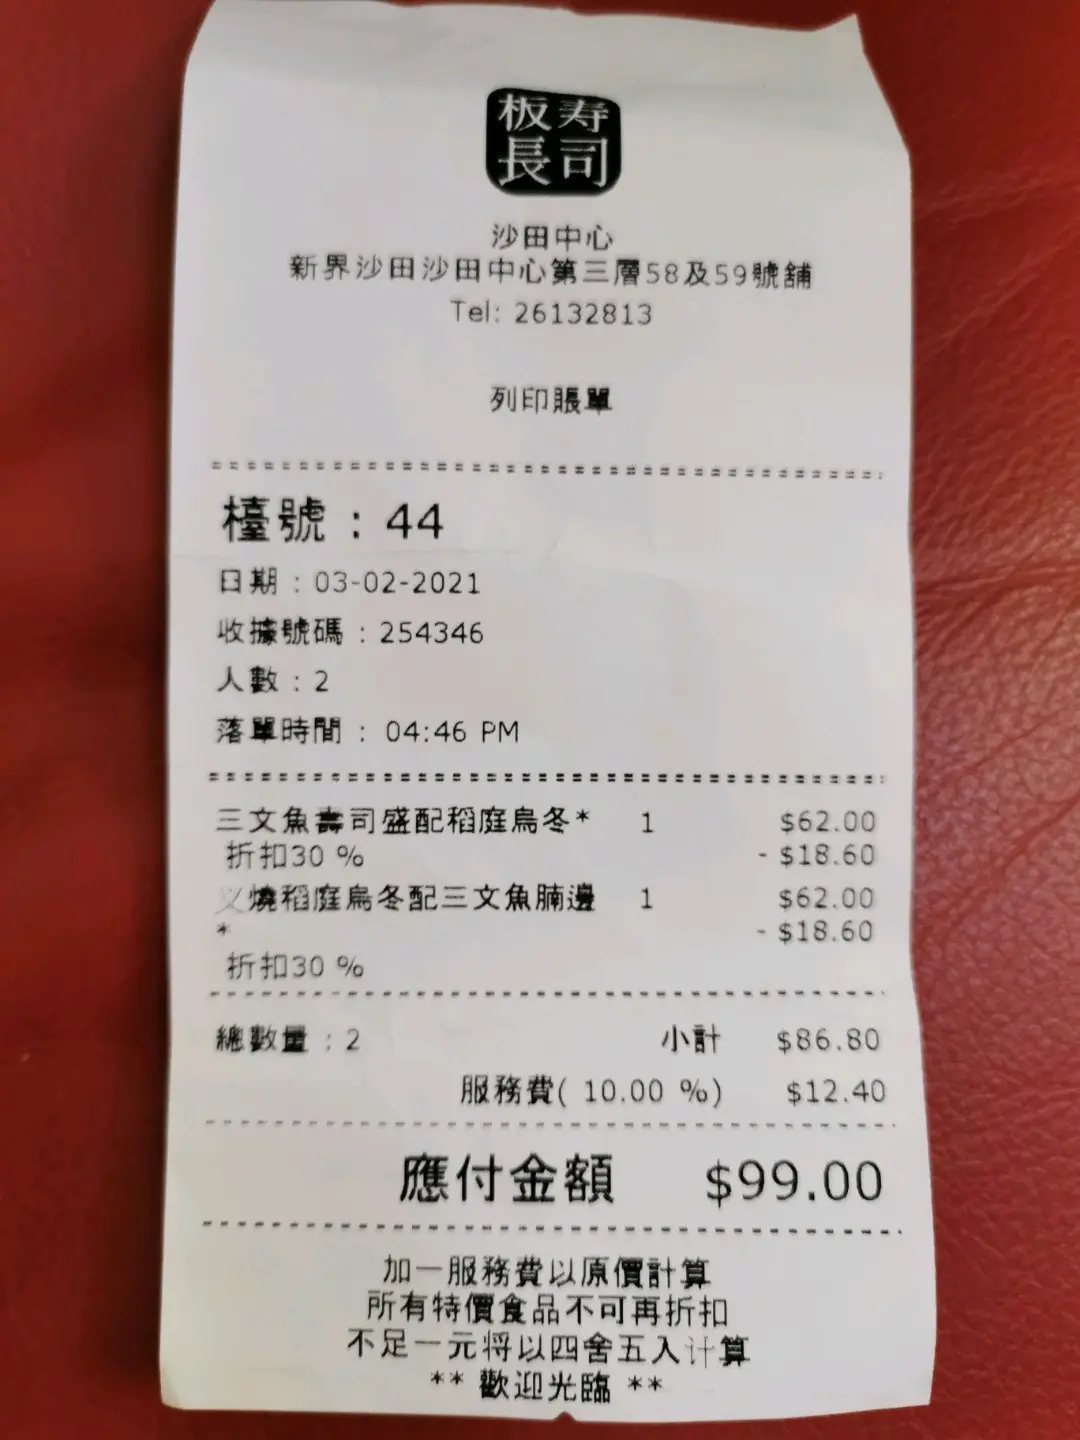 板寿
長司
沙田中心
新界沙田沙田中心第三層58及59號舖
Tel: 26132813
列印賬單
檯號 : 44
日期 : 03-02-2021
收據號碼 : 254346
人數 : 2
落單時間 : 04:46 PM
三文魚壽司盛配稻庭烏冬* 1 $62.00
折扣30 % - $18.60
叉燒稻庭烏冬配三文魚腩邊 1 $62.00
* - $18.60
折扣30 %
總數量 : 2 小計 $86.80
服務費( 10.00 %) $12.40
應付金額 $99.00
加一服務費以原價計算
所有特價食品不可再折扣
不足一元将以四舍五入计算
** 歡迎光臨 **